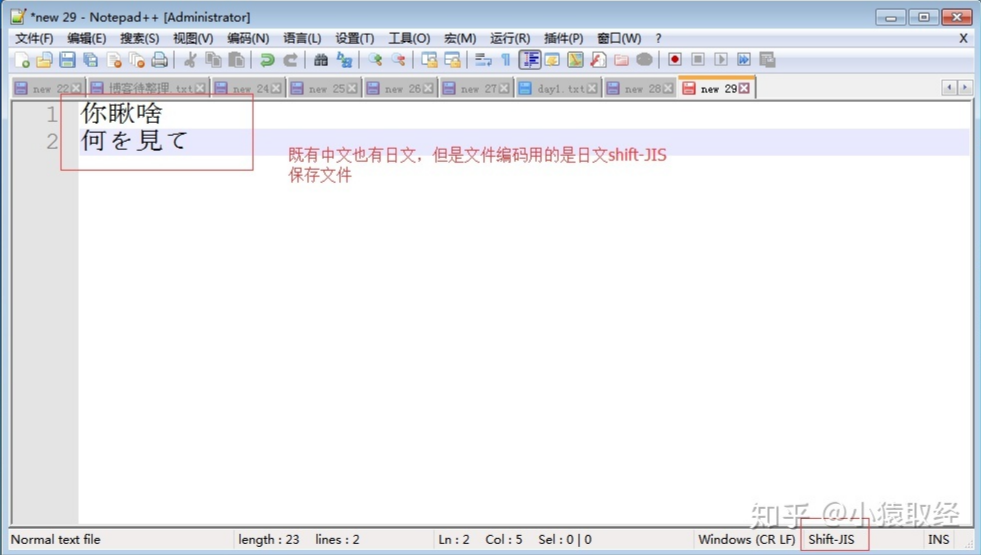 *new 29 - Notepad++ [Administrator]
文件(F) 编辑(E) 搜索(S) 视图(V) 编码(N) 语言(L) 设置(T) 工具(O) 宏(M) 运行(R) 插件(P) 窗口(W) ? X
new 22 博客待整理.txt new 24 new 25 new 26 new 27 day1.txt new 28 new 29
1 你瞅啥
2 何を見て
既有中文也有日文，但是文件编码用的是日文shift-JIS
保存文件
知乎 @小猿取经
Normal text file length : 23 lines : 2 Ln : 2 Col : 5 Sel : 0 | 0 Windows (CR LF) Shift-JIS INS